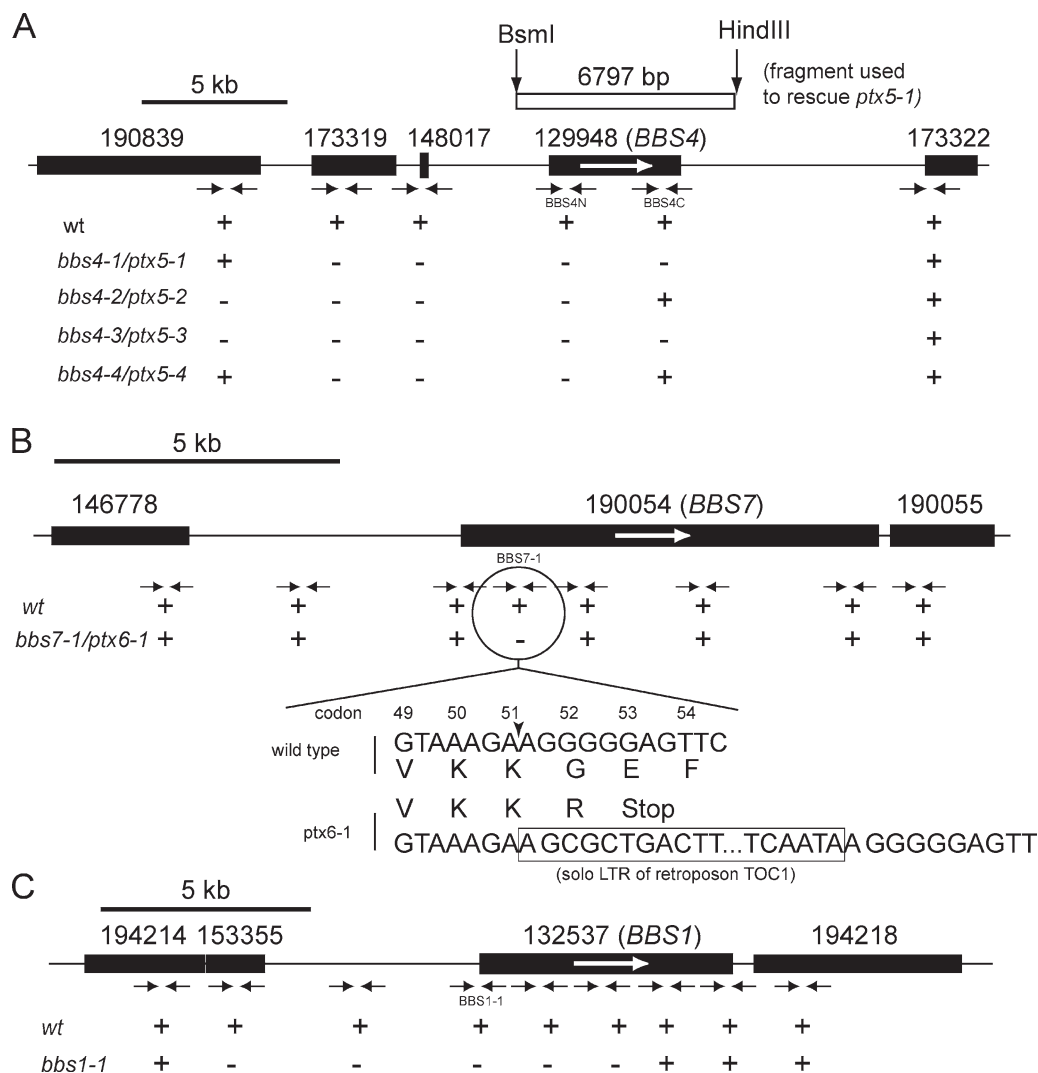 A
BsmI HindIII
5 kb 6797 bp (fragment used
to rescue ptx5-1)
190839 173319 148017 129948 (BBS4) 173322
BBS4N BBS4C
wt + + + + + +
bbs4-1/ptx5-1 + - - - - +
bbs4-2/ptx5-2 - - - - + +
bbs4-3/ptx5-3 - - - - - +
bbs4-4/ptx5-4 + - - - + +
B
5 kb
146778 190054 (BBS7) 190055
BBS7-1
wt + + + + + + + +
bbs7-1/ptx6-1 + + + - + + + +
codon 49 50 51 52 53 54
wild type GTAAAGAAGGGGGAGTTC
V K K G E F
V K K R Stop
ptx6-1 GTAAAGAAGCGCTGACTT...TCAATAAGGGGGAGTT
(solo LTR of retroposon TOC1)
C
5 kb
194214 153355 132537 (BBS1) 194218
BBS1-1
wt + + + + + + + + +
bbs1-1 + - - - - - + + +